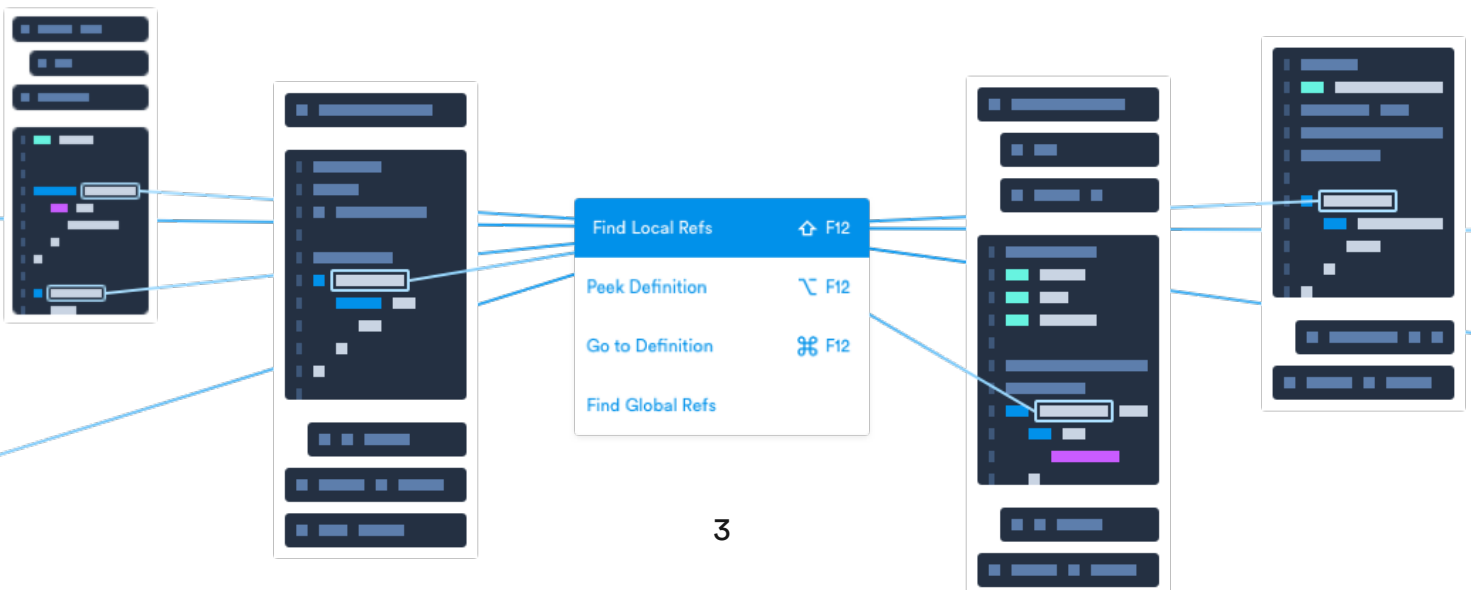 Find Local Refs ⇧ F12
Peek Definition ⌥ F12
Go to Definition ⌘ F12
Find Global Refs
3